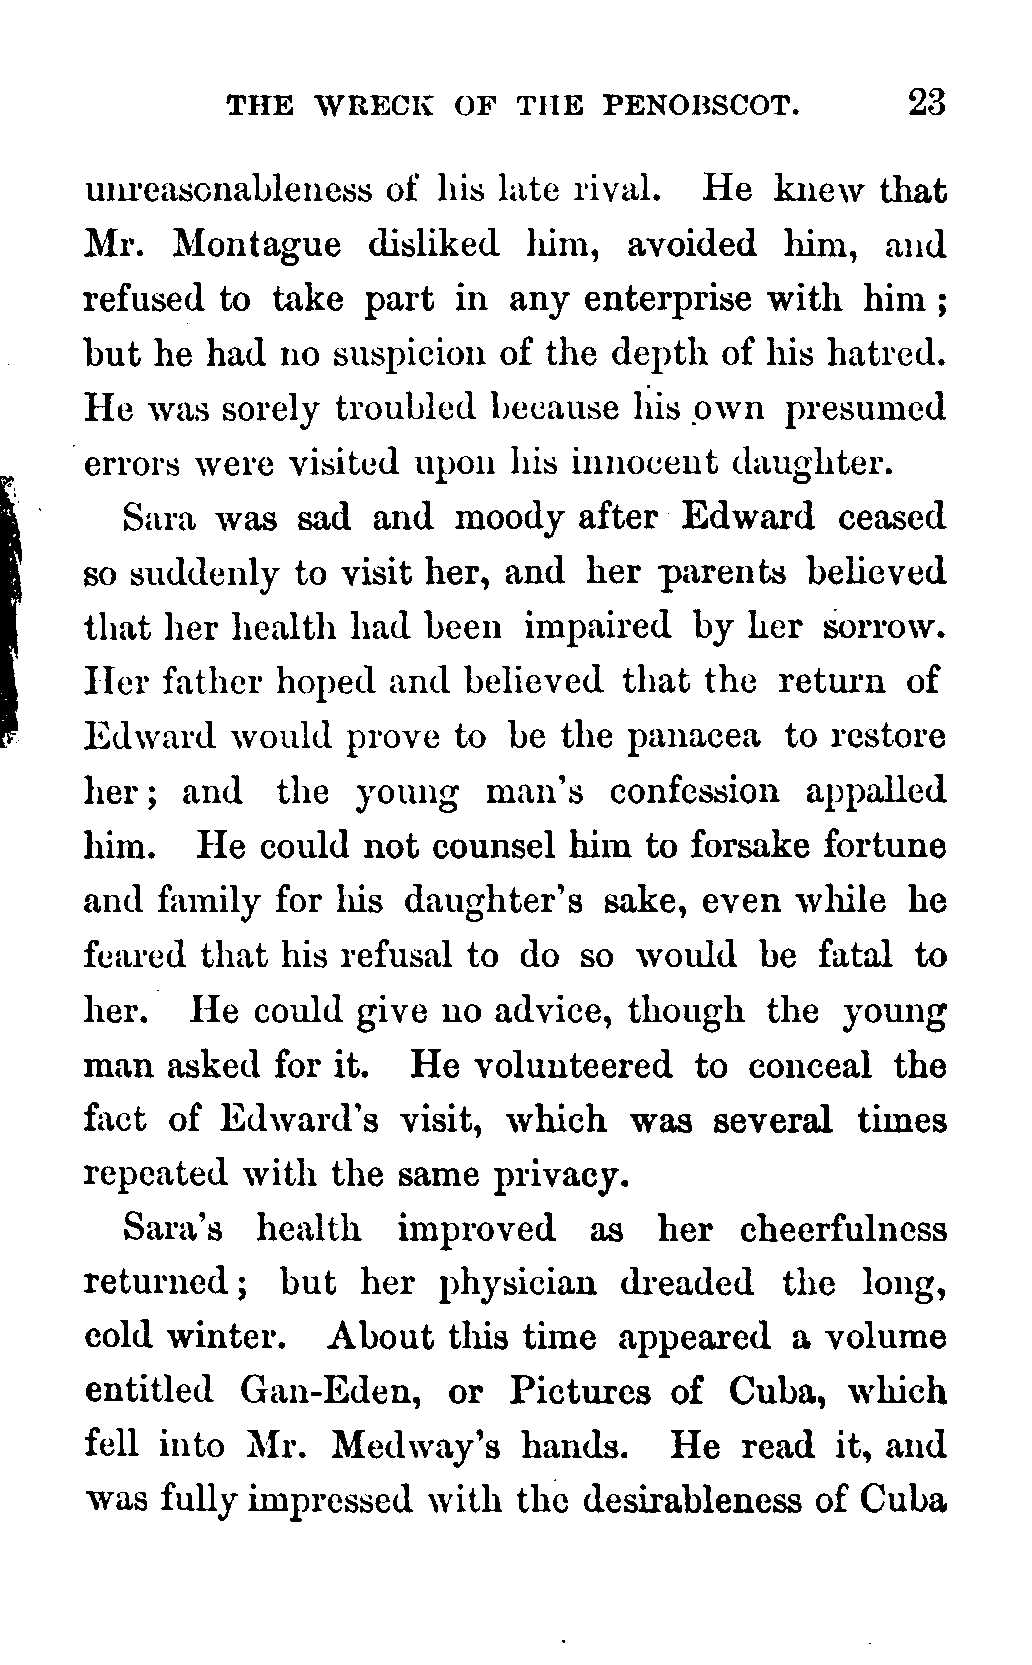 THE WRECK OF THE PENOBSCOT. 23
unreasonableness of his late rival. He knew that
Mr. Montague disliked him, avoided him, and
refused to take part in any enterprise with him ;
but he had no suspicion of the depth of his hatred.
He was sorely troubled because his own presumed
errors were visited upon his innocent daughter.
Sara was sad and moody after Edward ceased
so suddenly to visit her, and her parents believed
that her health had been impaired by her sorrow.
Her father hoped and believed that the return of
Edward would prove to be the panacea to restore
her ; and the young man's confession appalled
him. He could not counsel him to forsake fortune
and family for his daughter's sake, even while he
feared that his refusal to do so would be fatal to
her. He could give no advice, though the young
man asked for it. He volunteered to conceal the
fact of Edward's visit, which was several times
repeated with the same privacy.
Sara's health improved as her cheerfulness
returned ; but her physician dreaded the long,
cold winter. About this time appeared a volume
entitled Gan-Eden, or Pictures of Cuba, which
fell into Mr. Medway's hands. He read it, and
was fully impressed with the desirableness of Cuba